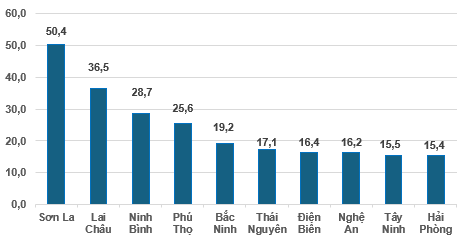 60,0
50,0
40,0
30,0
20,0
10,0
0,0
50,4
36,5
28,7
25,6
19,2
17,1
16,4
16,2
15,5
15,4
Sơn La
Lai
Châu
Ninh
Bình
Phú
Thọ
Bắc
Ninh
Thái
Nguyên
Điện
Biên
Nghệ
An
Tây
Ninh
Hải
Phòng